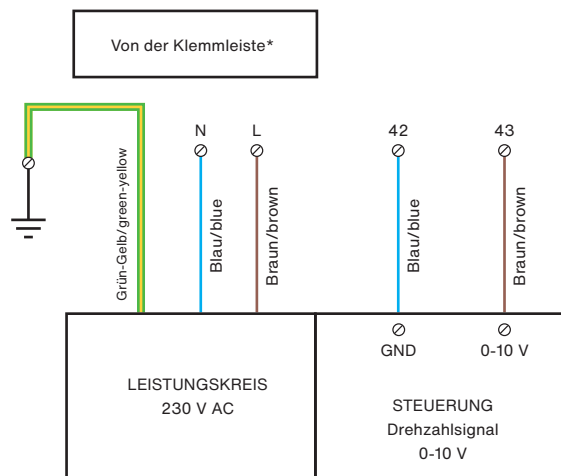 Von der Klemmleiste*
N
L
42
43
Grün-Gelb/green-yellow
Blau/blue
Braun/brown
Blau/blue
Braun/brown
GND
0-10 V
LEISTUNGSKREIS
230 V AC
STEUERUNG
Drehzahlsignal
0-10 V